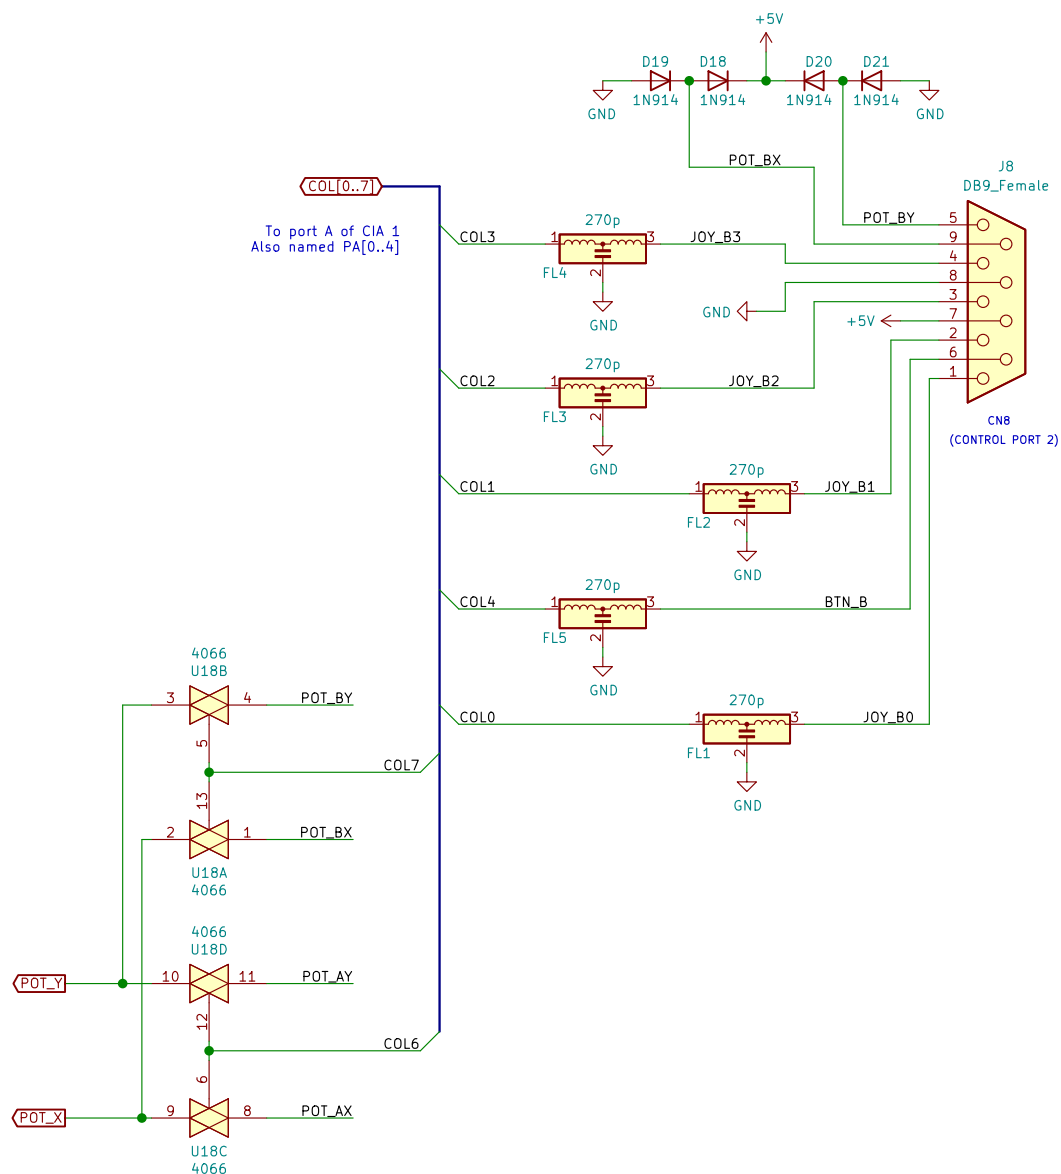 +5V
D19
D18
D20
D21
1N914
1N914
1N914
1N914
GND
GND
POT_BX
J8
DB9_Female
COL[0..7]
To port A of CIA 1
Also named PA[0..4]
POT_BY
5
9
4
8
3
7
2
6
1
270p
COL3
1
3
JOY_B3
FL4
2
GND
GND
+5V
270p
COL2
1
3
JOY_B2
FL3
2
GND
CN8
(CONTROL PORT 2)
270p
COL1
1
3
JOY_B1
FL2
2
GND
270p
COL4
1
3
BTN_B
FL5
2
GND
4066
U18B
3
4
POT_BY
5
270p
COL0
1
3
JOY_B0
FL1
2
GND
COL7
13
2
1
POT_BX
U18A
4066
4066
U18D
POT_Y
10
11
POT_AY
12
COL6
6
POT_X
9
8
POT_AX
U18C
4066